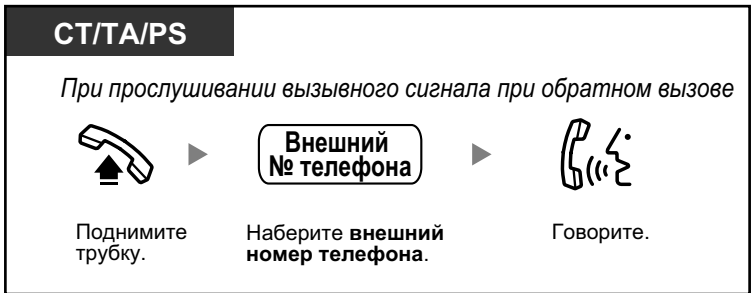 CT/TA/PS
При прослушивании вызывного сигнала при обратном вызове
Внешний
№ телефона
Поднимите
трубку.
Наберите внешний
номер телефона.
Говорите.